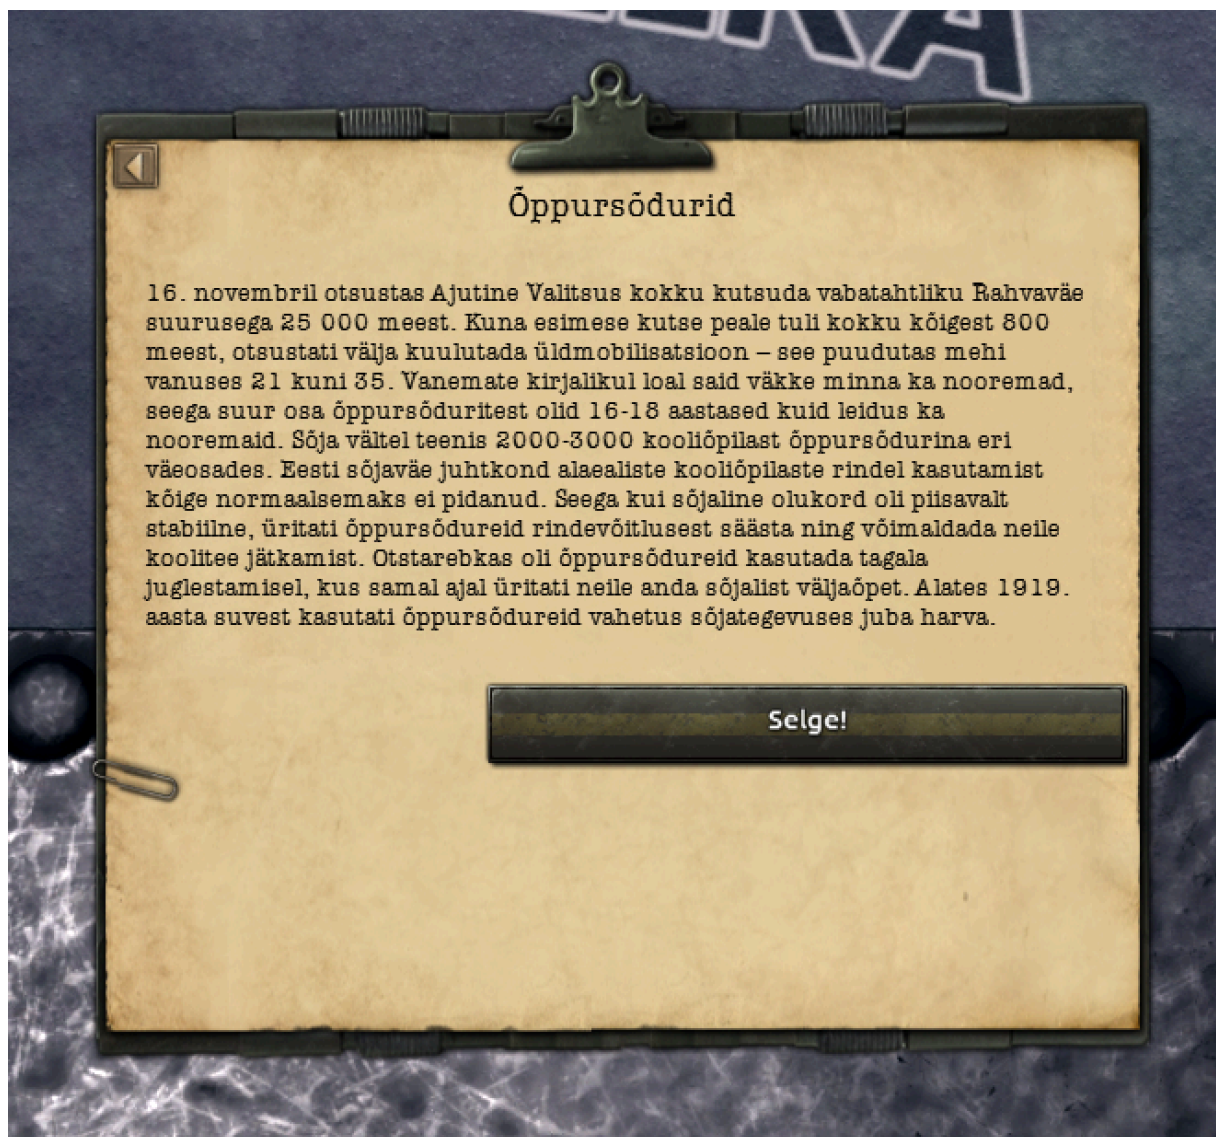 Õppursõdurid
16. novembril otsustas Ajutine Valitsus kokku kutsuda vabatahtliku Rahvaväe
suurusega 25 000 meest. Kuna esimese kutse peale tuli kokku kõigest 800
meest, otsustati välja kuulutada üldmobilisatsioon – see puudutas mehi
vanuses 21 kuni 35. Vanemate kirjalikul loal said väkke minna ka nooremad,
seega suur osa õppursõduritest olid 16-18 aastased kuid leidus ka
nooremaid. Sõja vältel teenis 2000-3000 kooliõpilast õppursõdurina eri
väeosades. Eesti sõjaväe juhtkond alaealiste kooliõpilaste rindel kasutamist
kõige normaalsemaks ei pidanud. Seega kui sõjaline olukord oli piisavalt
stabiilne, üritati õppursõdureid rindevõitlusest säästa ning võimaldada neile
koolitee jätkamist. Otstarebkas oli õppursõdureid kasutada tagala
juglestamisel, kus samal ajal üritati neile anda sõjalist väljaõpet. Alates 1919.
aasta suvest kasutati õppursõdureid vahetus sõjategevuses juba harva.
Selge!